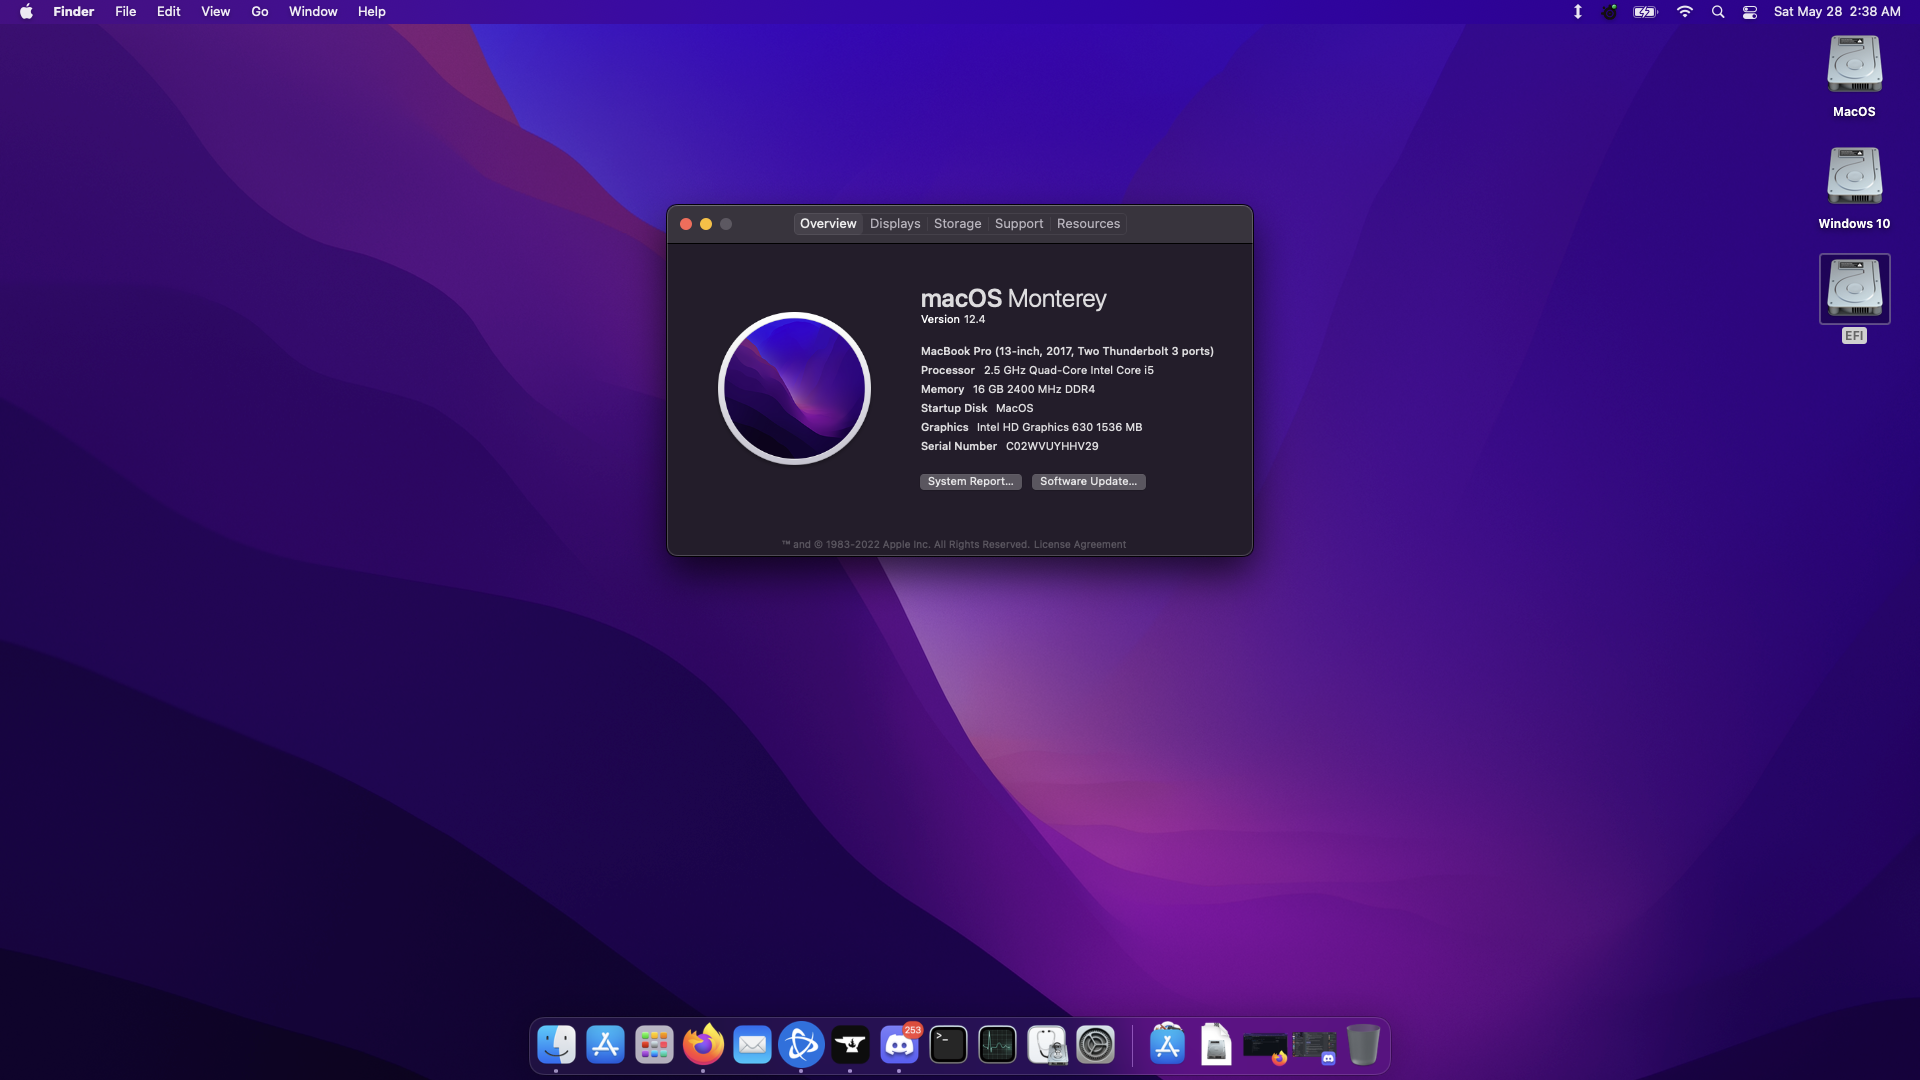 Finder File Edit View Go Window Help
Sat May 28 2:38 AM
MacOS
Windows 10
EFI
Overview Displays Storage Support Resources
macOS Monterey
Version 12.4
MacBook Pro (13-inch, 2017, Two Thunderbolt 3 ports)
Processor 2.5 GHz Quad-Core Intel Core i5
Memory 16 GB 2400 MHz DDR4
Startup Disk MacOS
Graphics Intel HD Graphics 630 1536 MB
Serial Number C02WVUYHHV29
System Report... Software Update...
™ and © 1983-2022 Apple Inc. All Rights Reserved. License Agreement
253